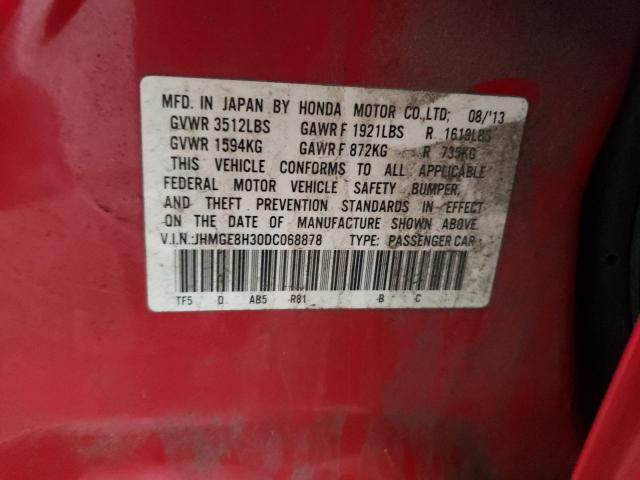 MFD. IN JAPAN BY HONDA MOTOR CO.,LTD; 08/'13
GVWR 3512LBS GAWR F 1921LBS R 1619LBS
GVWR 1594KG GAWR F 872KG R 735KG
THIS VEHICLE CONFORMS TO ALL APPLICABLE
FEDERAL MOTOR VEHICLE SAFETY ,BUMPER,
AND THEFT PREVENTION STANDARDS IN EFFECT
ON THE DATE OF MANUFACTURE SHOWN ABOVE.
V.I.N.:JHMGE8H30DC068878 TYPE: PASSENGER CAR
TF5 D AB5 -R81 -B C